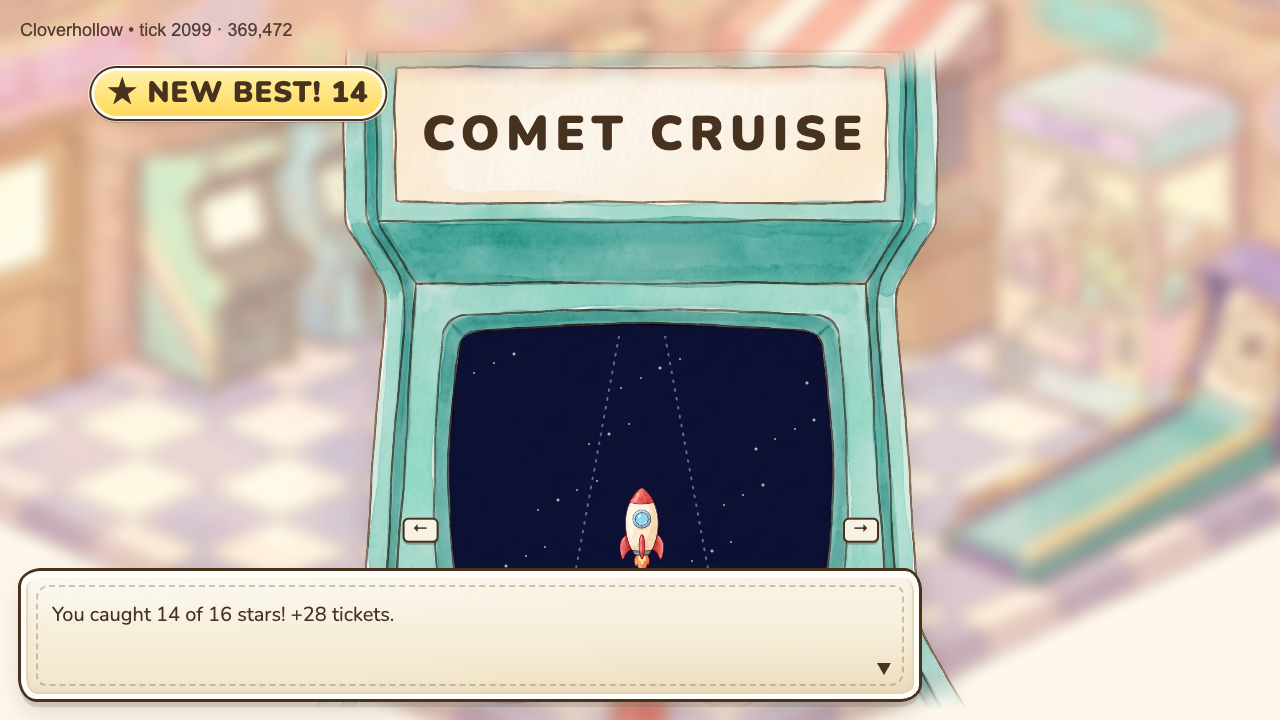 Cloverhollow • tick 2099 · 369,472
★ NEW BEST! 14
COMET CRUISE
← →
You caught 14 of 16 stars! +28 tickets.
▼